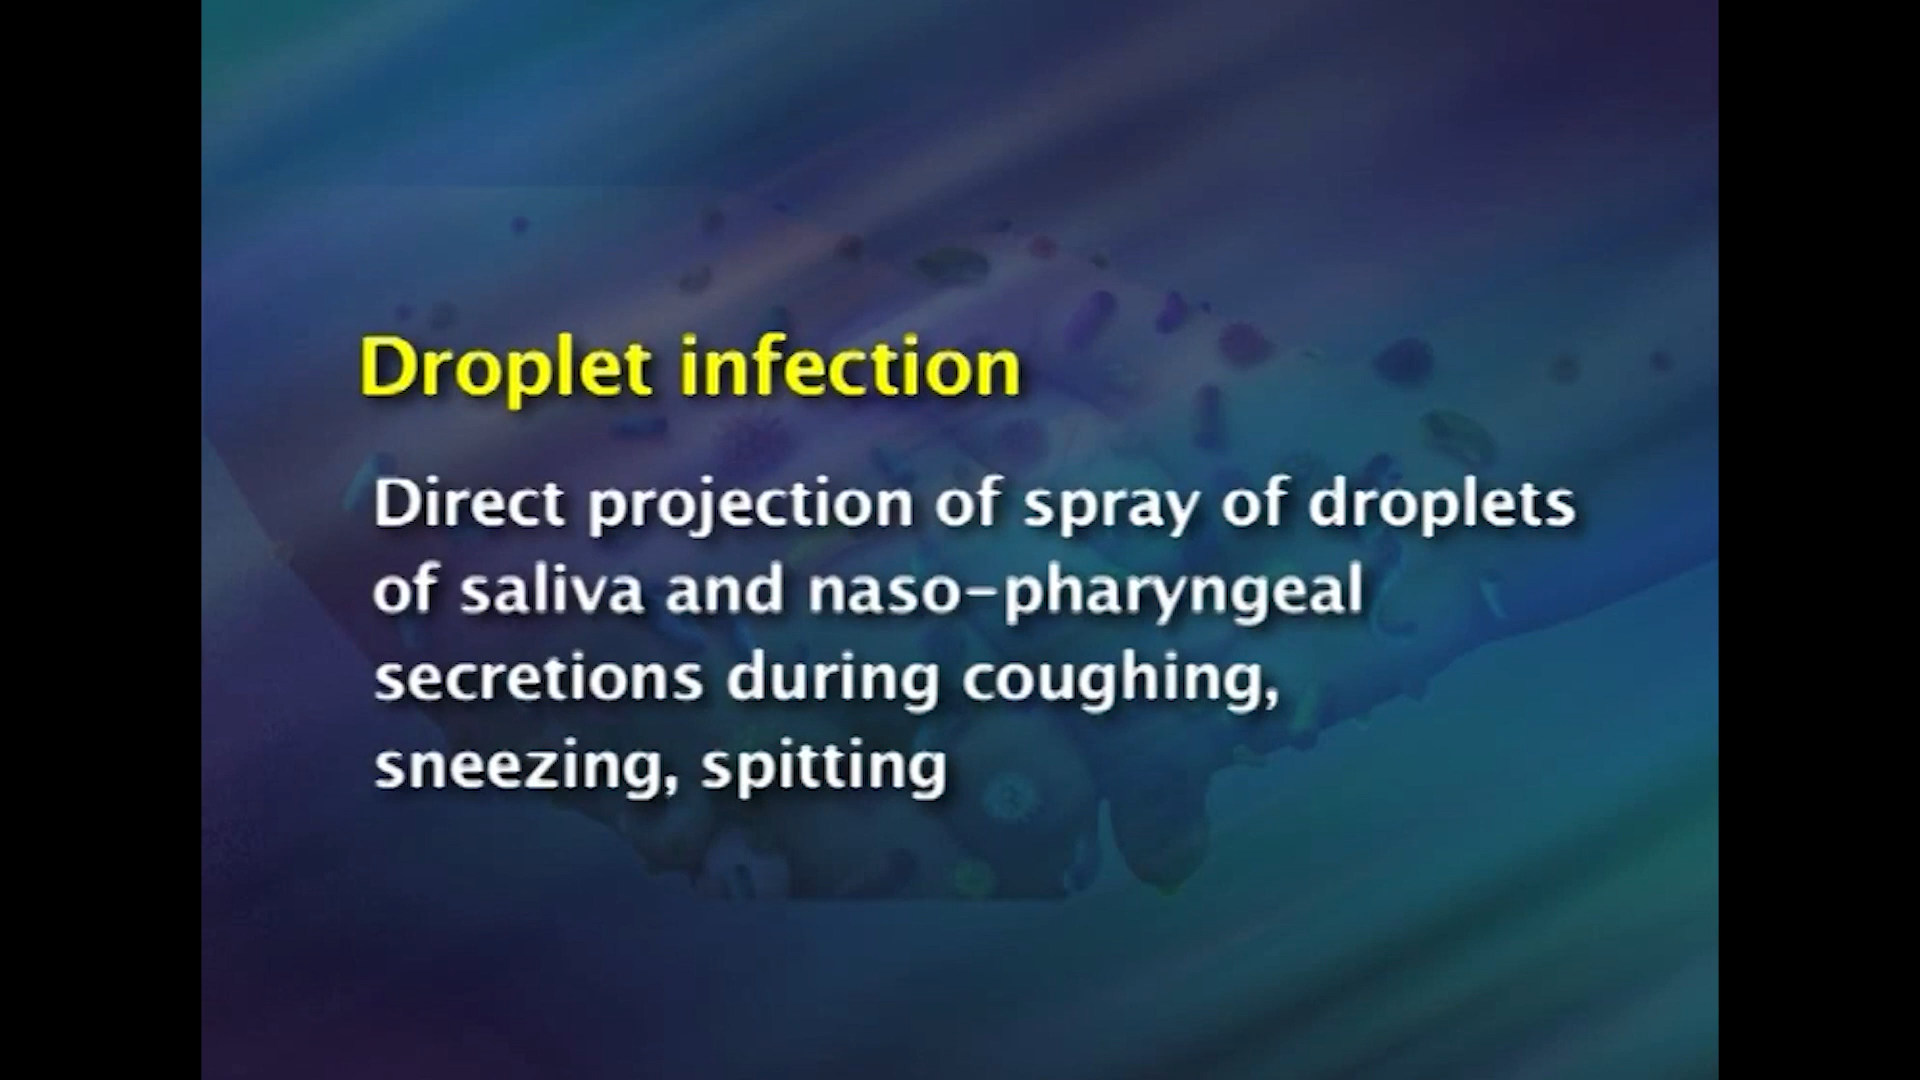 Droplet infection
Direct projection of spray of droplets
of saliva and naso-pharyngeal
secretions during coughing,
sneezing, spitting